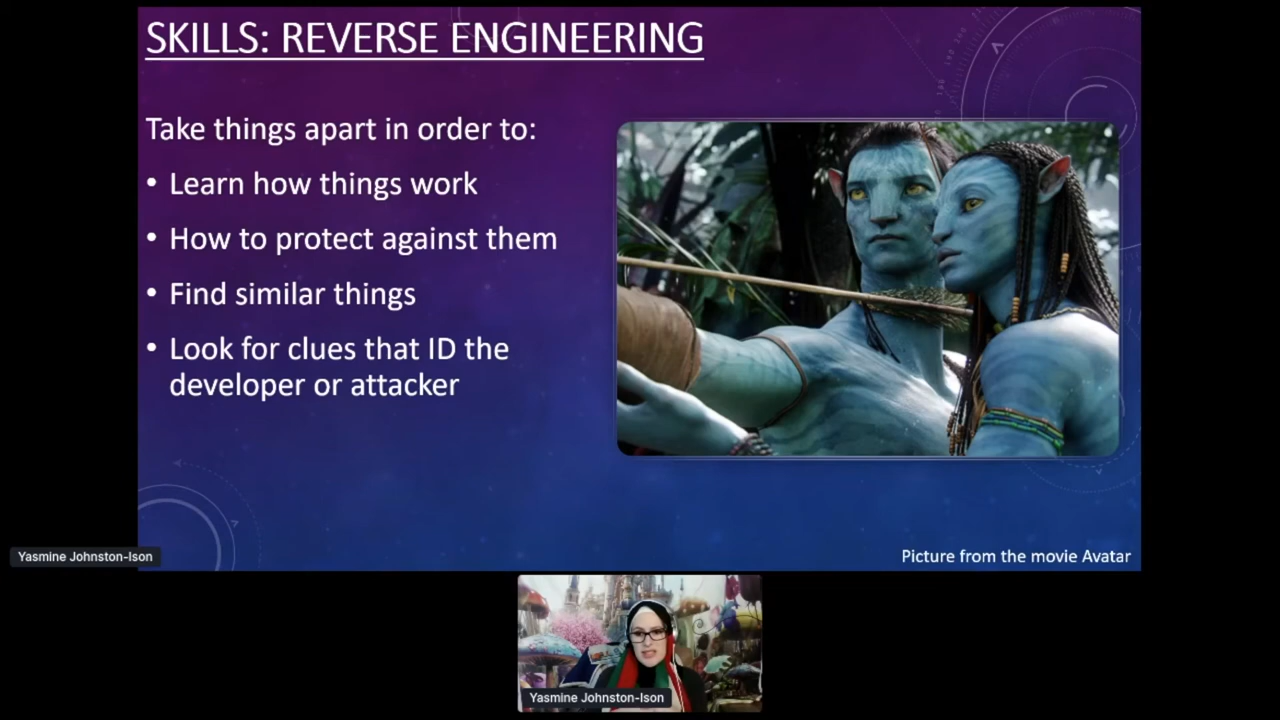 SKILLS: REVERSE ENGINEERING
Take things apart in order to:
• Learn how things work
• How to protect against them
• Find similar things
• Look for clues that ID the
developer or attacker
Picture from the movie Avatar
Yasmine Johnston-Ison
Yasmine Johnston-Ison